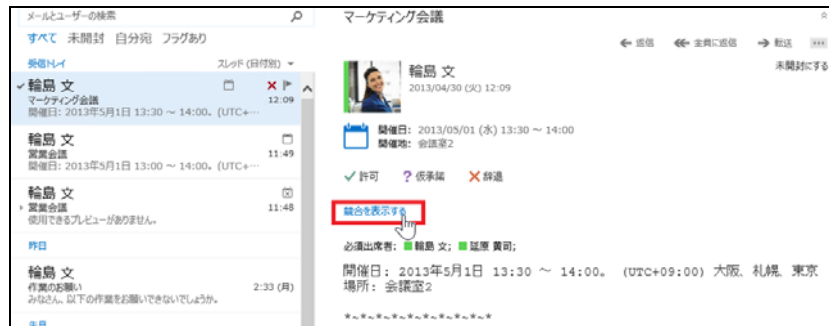 メールとユーザーの検索
すべて 未開封 自分宛 フラグあり
受信トレイ スレッド (日付別)
輪島 文
マーケティング会議 12:09
開催日: 2013年5月1日 13:30 ～ 14:00。(UTC+…
輪島 文
営業会議 11:49
開催日: 2013年5月1日 13:00 ～ 14:00。(UTC+…
輪島 文
営業会議 11:48
使用できるプレビューがありません。
昨日
輪島 文
作業のお願い 2:33 (月)
みなさん、以下の作業をお願いできないでしょうか。
マーケティング会議
返信 全員に返信 転送 …
未開封にする
輪島 文
2013/04/30 (火) 12:09
開催日: 2013/05/01 (水) 13:30 ～ 14:00
開催地: 会議室2
許可 ? 仮承諾 辞退
競合を表示する
必須出席者: 輪島 文; 黄司;
開催日: 2013年5月1日 13:30 ～ 14:00。 (UTC+09:00) 大阪、札幌、東京
場所: 会議室2
*~*~*~*~*~*~*~*~*~*